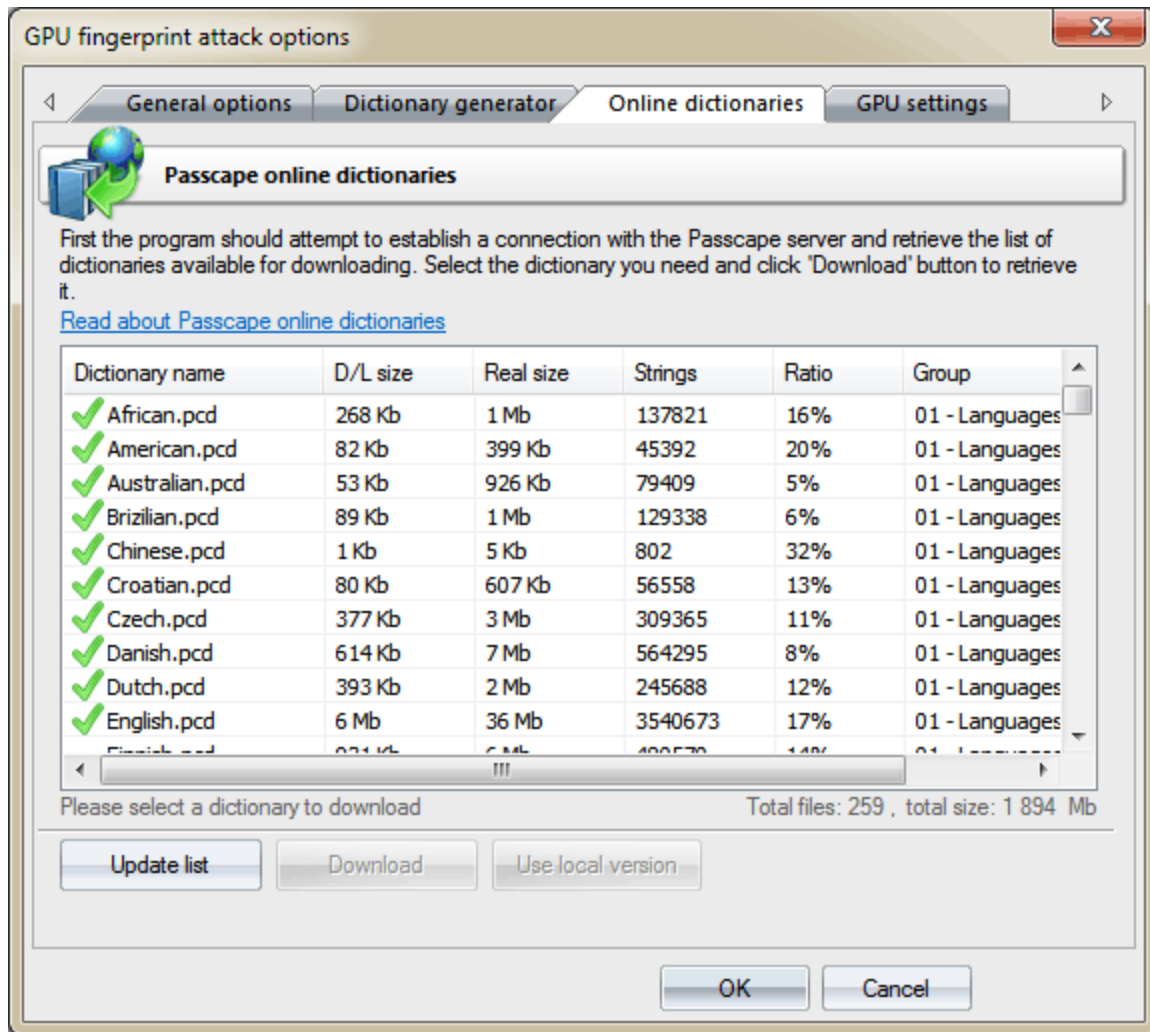 GPU fingerprint attack options
General options Dictionary generator Online dictionaries GPU settings
Passcape online dictionaries
First the program should attempt to establish a connection with the Passcape server and retrieve the list of
dictionaries available for downloading. Select the dictionary you need and click 'Download' button to retrieve
it.
Read about Passcape online dictionaries
Dictionary name D/L size Real size Strings Ratio Group
African.pcd 268 Kb 1 Mb 137821 16% 01 - Languages
American.pcd 82 Kb 399 Kb 45392 20% 01 - Languages
Australian.pcd 53 Kb 926 Kb 79409 5% 01 - Languages
Brizilian.pcd 89 Kb 1 Mb 129338 6% 01 - Languages
Chinese.pcd 1 Kb 5 Kb 802 32% 01 - Languages
Croatian.pcd 80 Kb 607 Kb 56558 13% 01 - Languages
Czech.pcd 377 Kb 3 Mb 309365 11% 01 - Languages
Danish.pcd 614 Kb 7 Mb 564295 8% 01 - Languages
Dutch.pcd 393 Kb 2 Mb 245688 12% 01 - Languages
English.pcd 6 Mb 36 Mb 3540673 17% 01 - Languages
Please select a dictionary to download Total files: 259 , total size: 1 894 Mb
Update list Download Use local version
OK Cancel